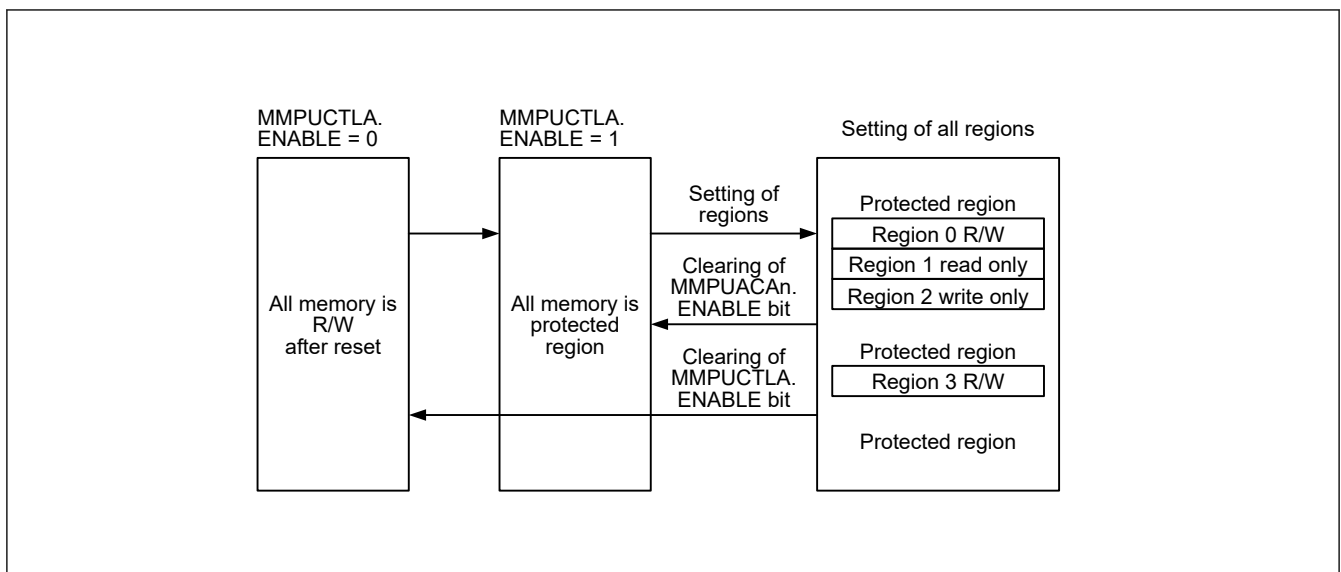 MMPUCTLA.
ENABLE = 0
All memory is
R/W
after reset
MMPUCTLA.
ENABLE = 1
All memory is
protected
region
Setting of
regions
Clearing of
MMPUACAn.
ENABLE bit
Clearing of
MMPUCTLA.
ENABLE bit
Setting of all regions
Protected region
Region 0 R/W
Region 1 read only
Region 2 write only
Protected region
Region 3 R/W
Protected region